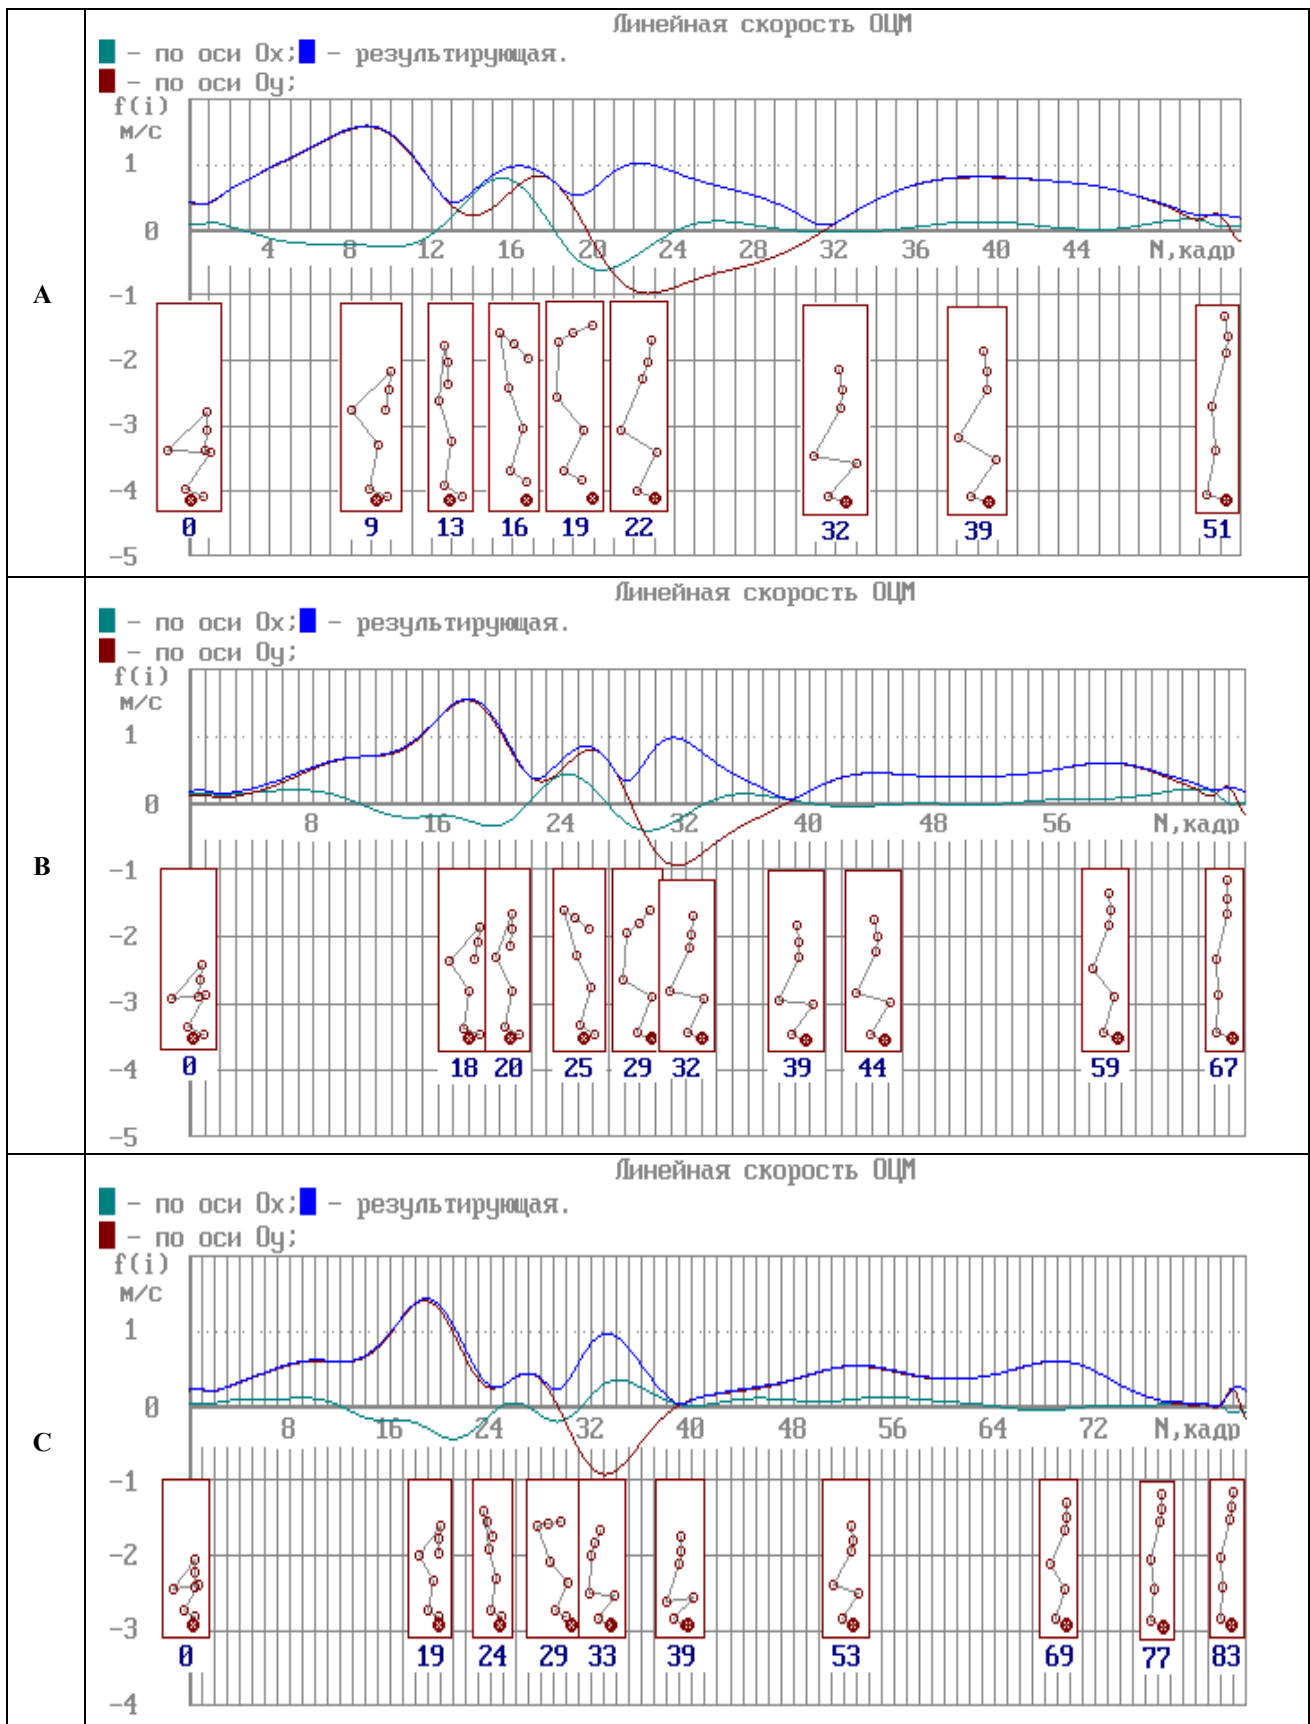 A
Линейная скорость ОЦМ
– по оси Ox; – результирующая.
– по оси Oy;
f(i)
м/с
1
0
4 8 12 16 20 24 28 32 36 40 44 N,кадр
-1
-2
-3
-4
0 9 13 16 19 22 32 39 51
-5
B
Линейная скорость ОЦМ
– по оси Ox; – результирующая.
– по оси Oy;
f(i)
м/с
1
0
8 16 24 32 40 48 56 N,кадр
-1
-2
-3
-4
0 18 20 25 29 32 39 44 59 67
-5
C
Линейная скорость ОЦМ
– по оси Ox; – результирующая.
– по оси Oy;
f(i)
м/с
1
0
8 16 24 32 40 48 56 64 72 N,кадр
-1
-2
-3
0 19 24 29 33 39 53 69 77 83
-4